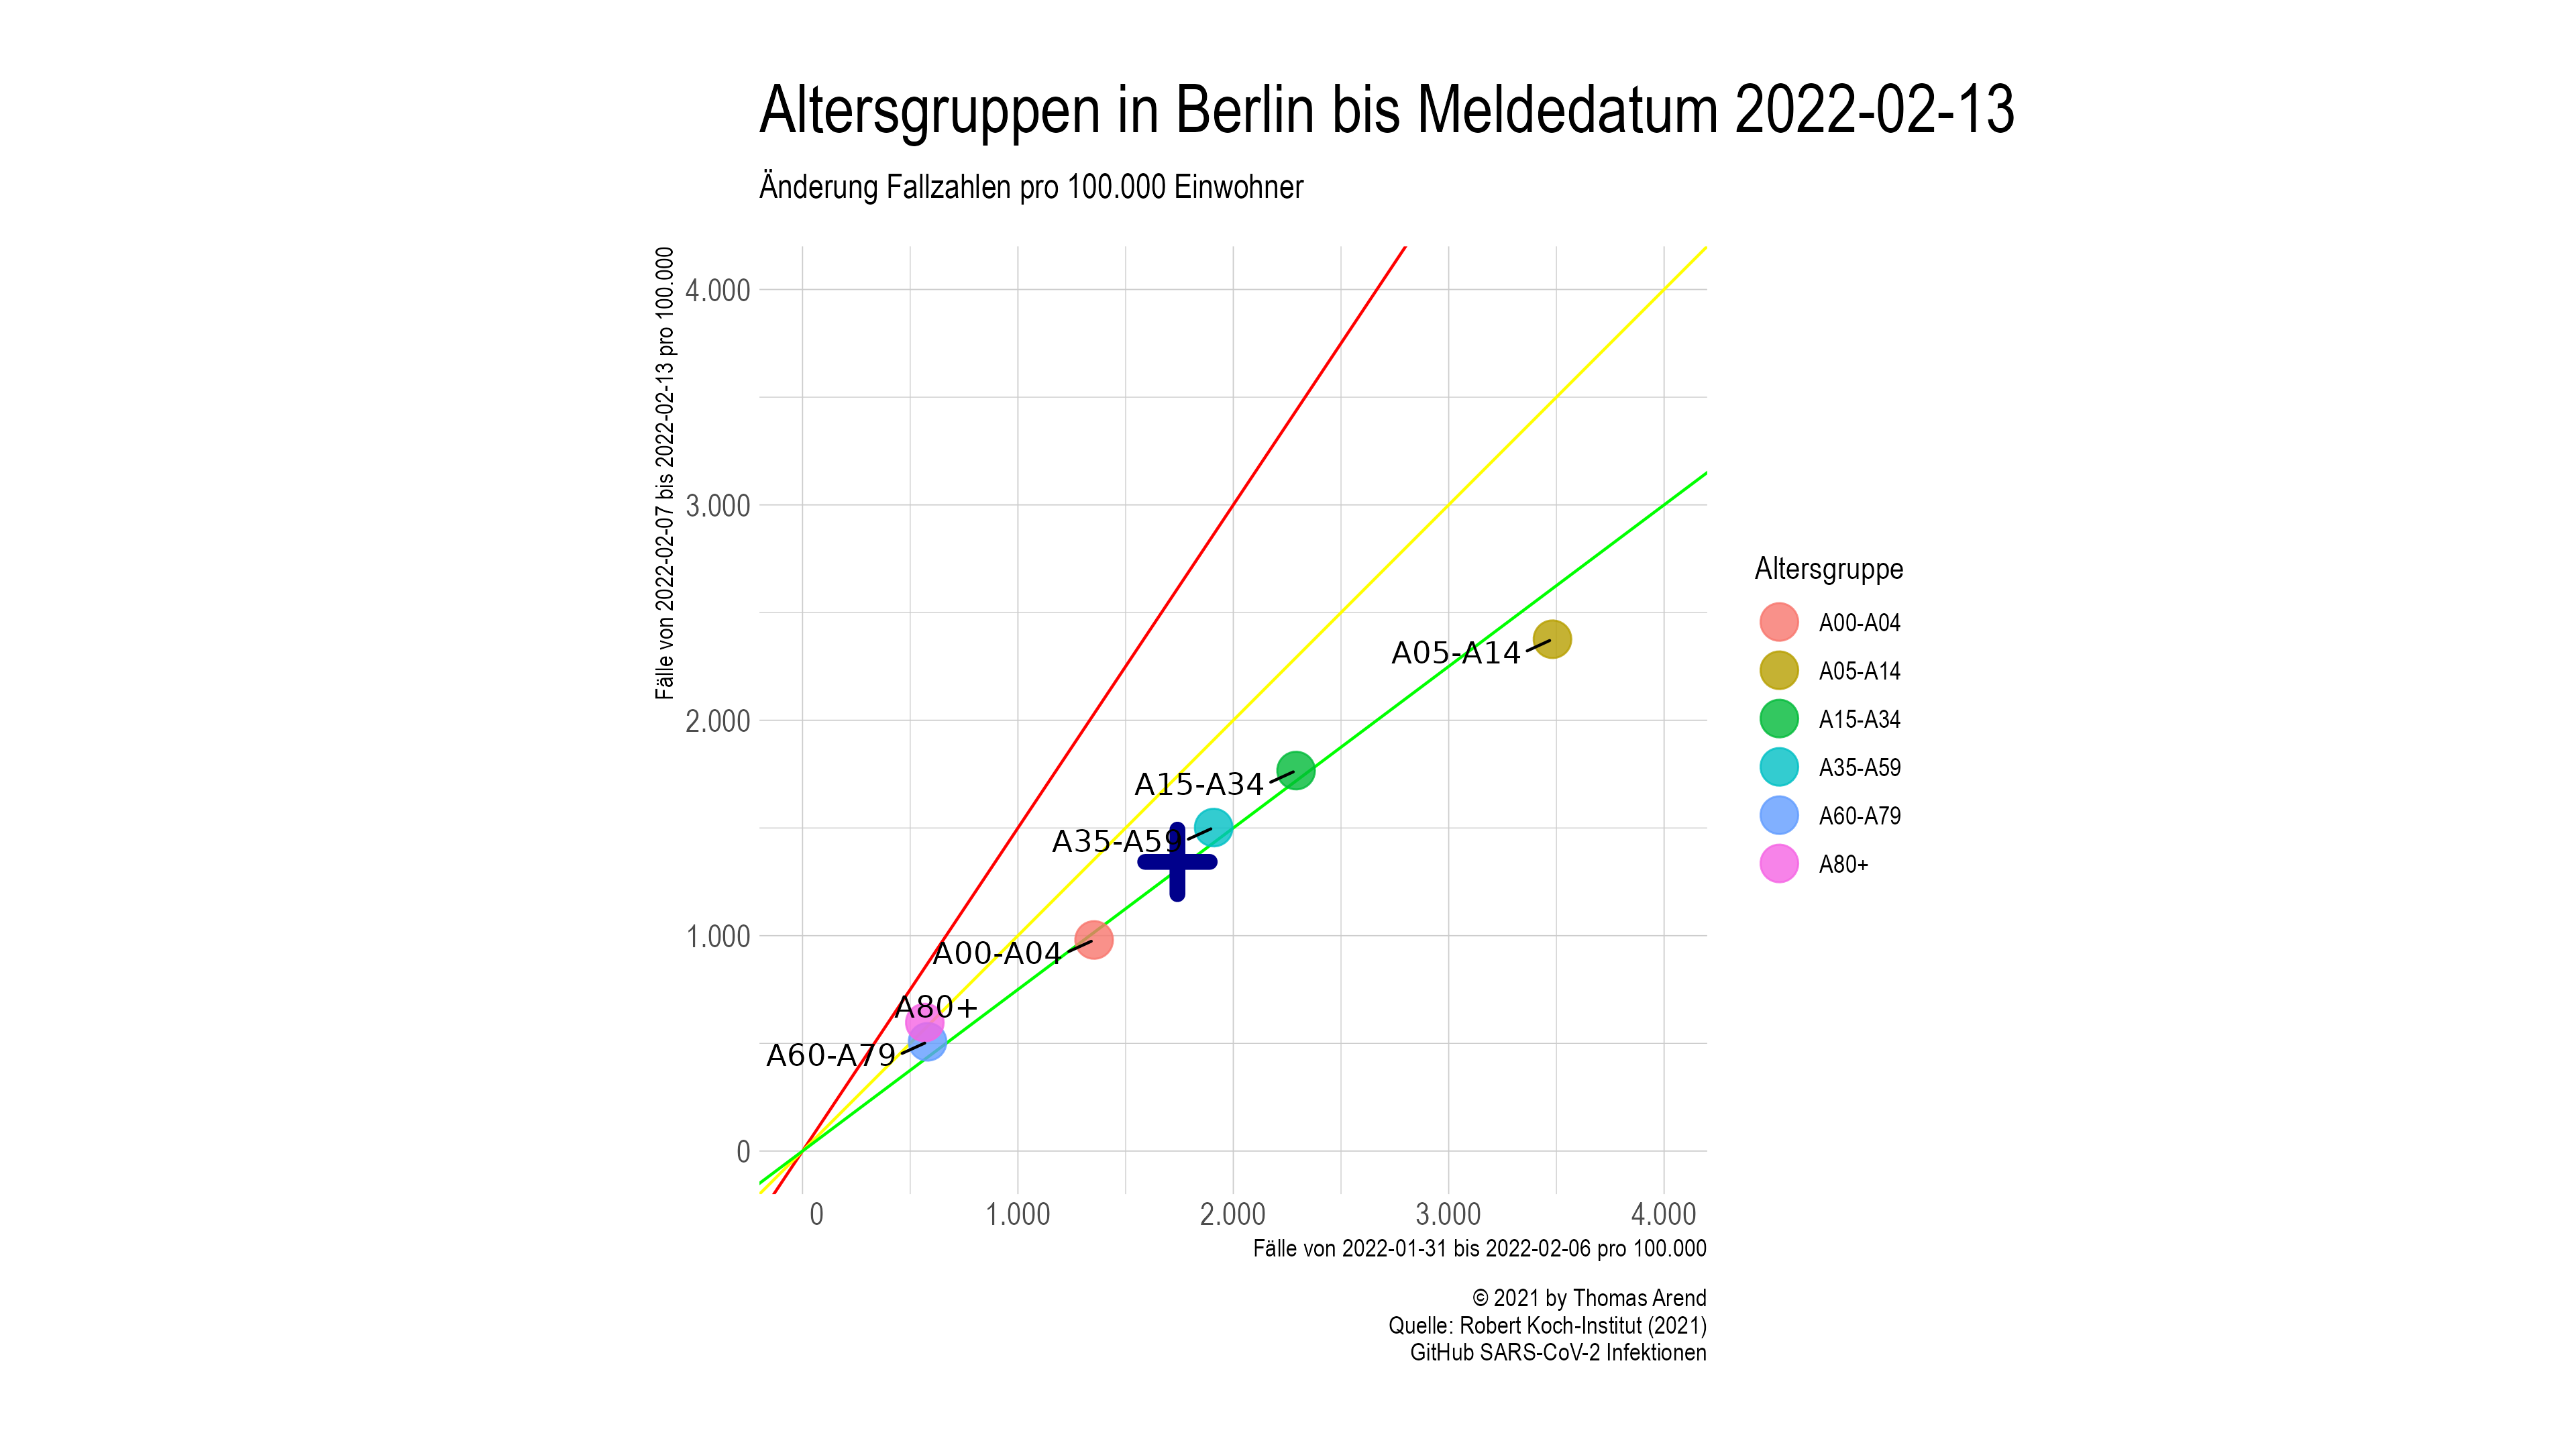 Altersgruppen in Berlin bis Meldedatum 2022-02-13
Änderung Fallzahlen pro 100.000 Einwohner
Fälle von 2022-02-07 bis 2022-02-13 pro 100.000
4.000
3.000
2.000
1.000
0
A05-A14
A15-A34
A35-A59
A00-A04
A80+
A60-A79
0
1.000
2.000
3.000
4.000
Fälle von 2022-01-31 bis 2022-02-06 pro 100.000
Altersgruppe
A00-A04
A05-A14
A15-A34
A35-A59
A60-A79
A80+
© 2021 by Thomas Arend
Quelle: Robert Koch-Institut (2021)
GitHub SARS-CoV-2 Infektionen